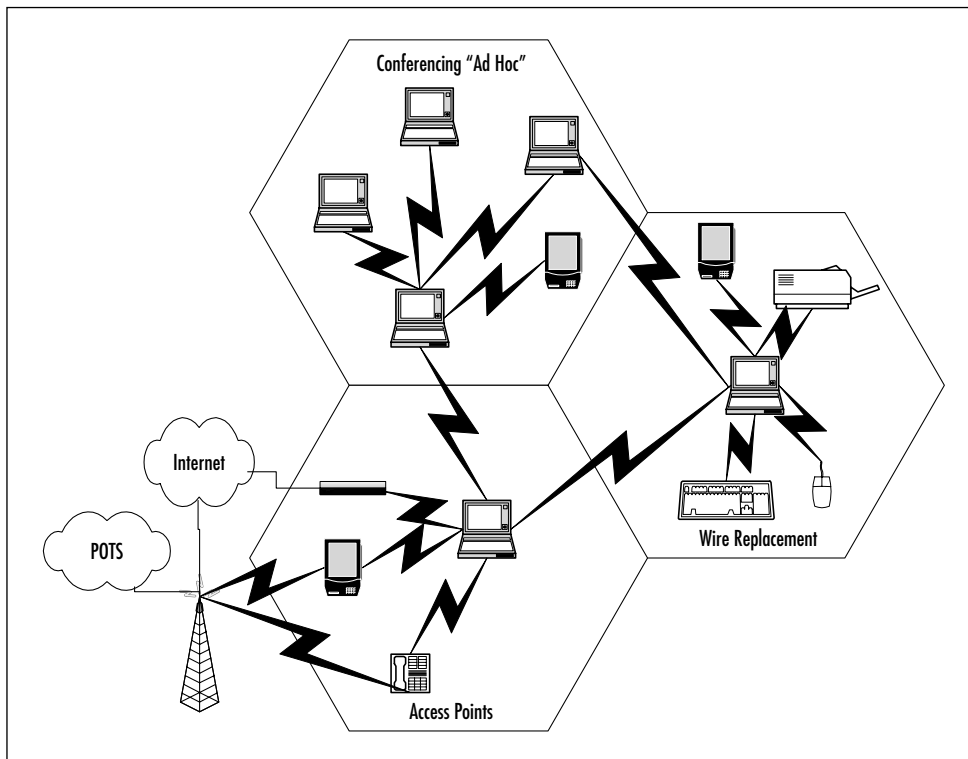 Conferencing “Ad Hoc”
Internet
POTS
Wire Replacement
Access Points